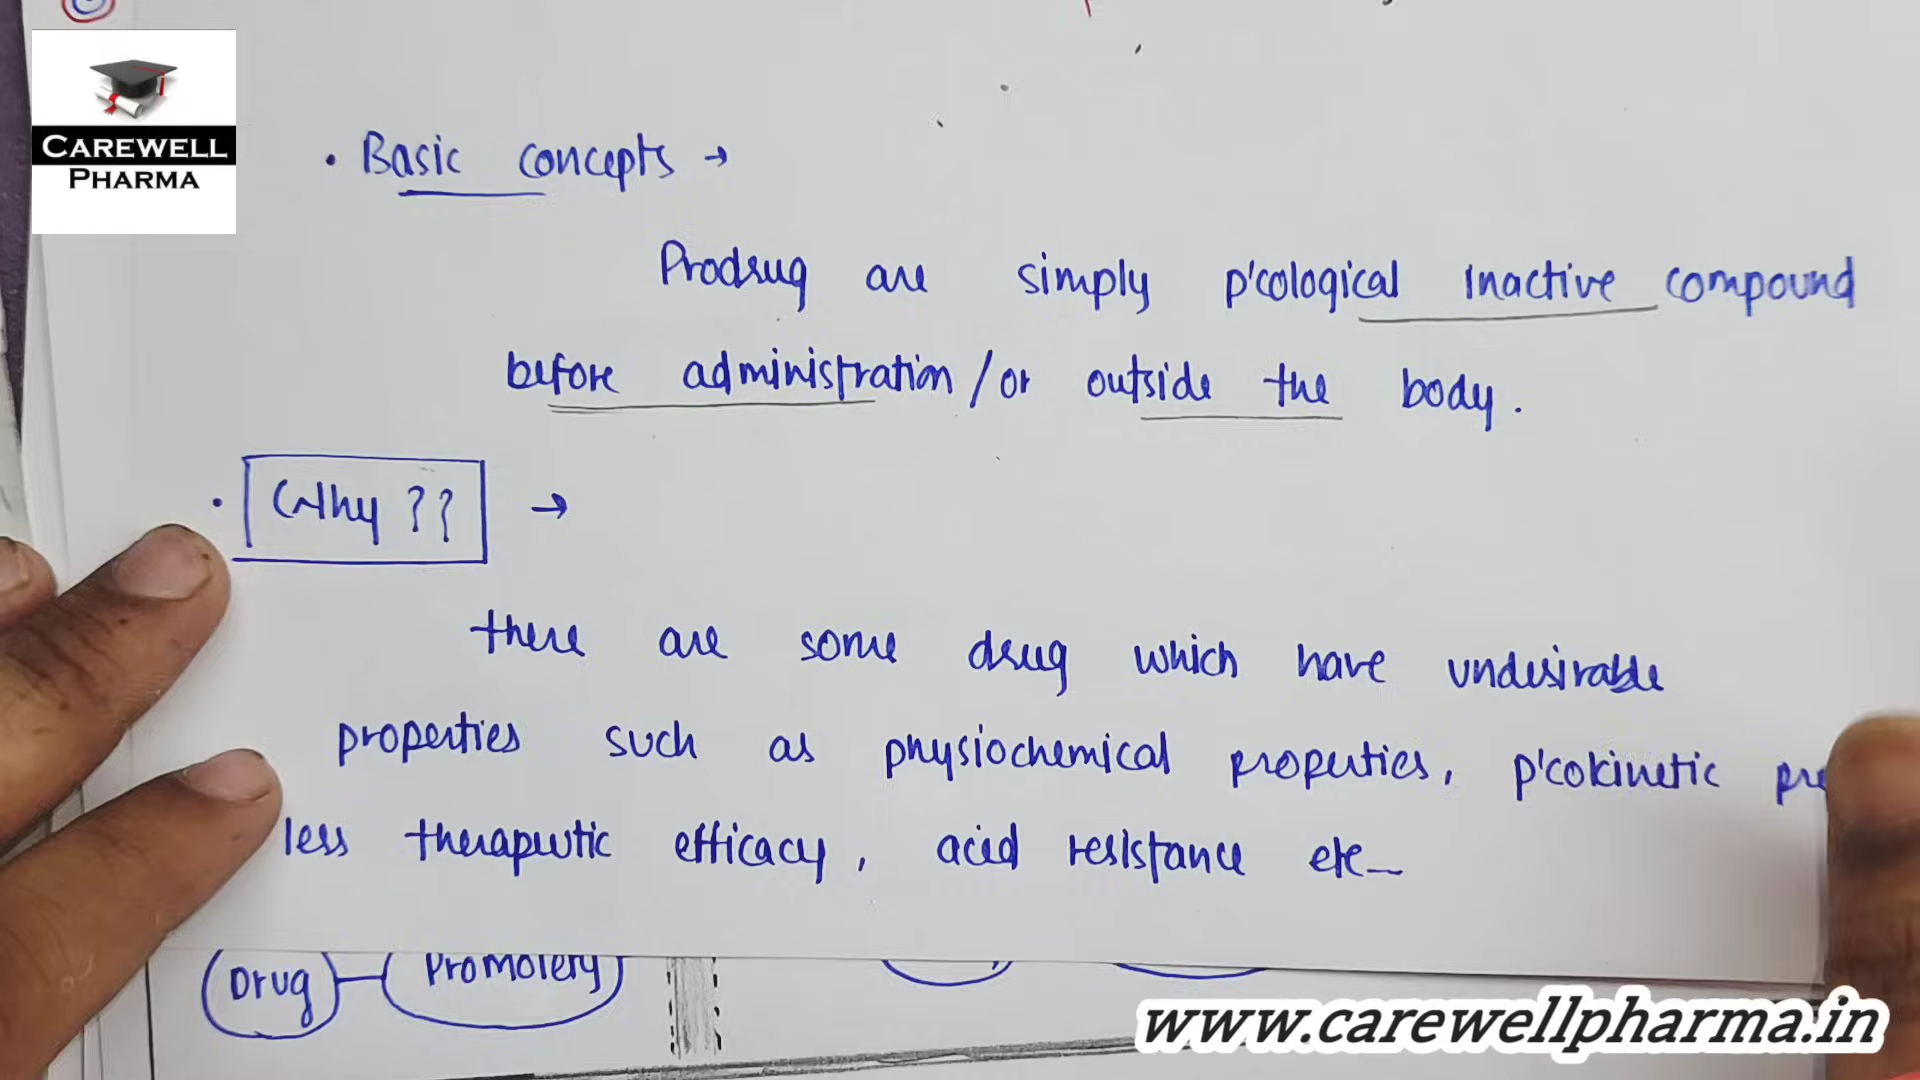 CAREWELL
PHARMA
• Basic concepts →
Prodrug are simply p'cological inactive compound
before administration / or outside the body.
• Why ?? →
there are some drug which have undesirable
properties such as physiochemical properties, p'cokinetic
less therapeutic efficacy, acid resistance etc
Drug Promoiety
www.carewellpharma.in